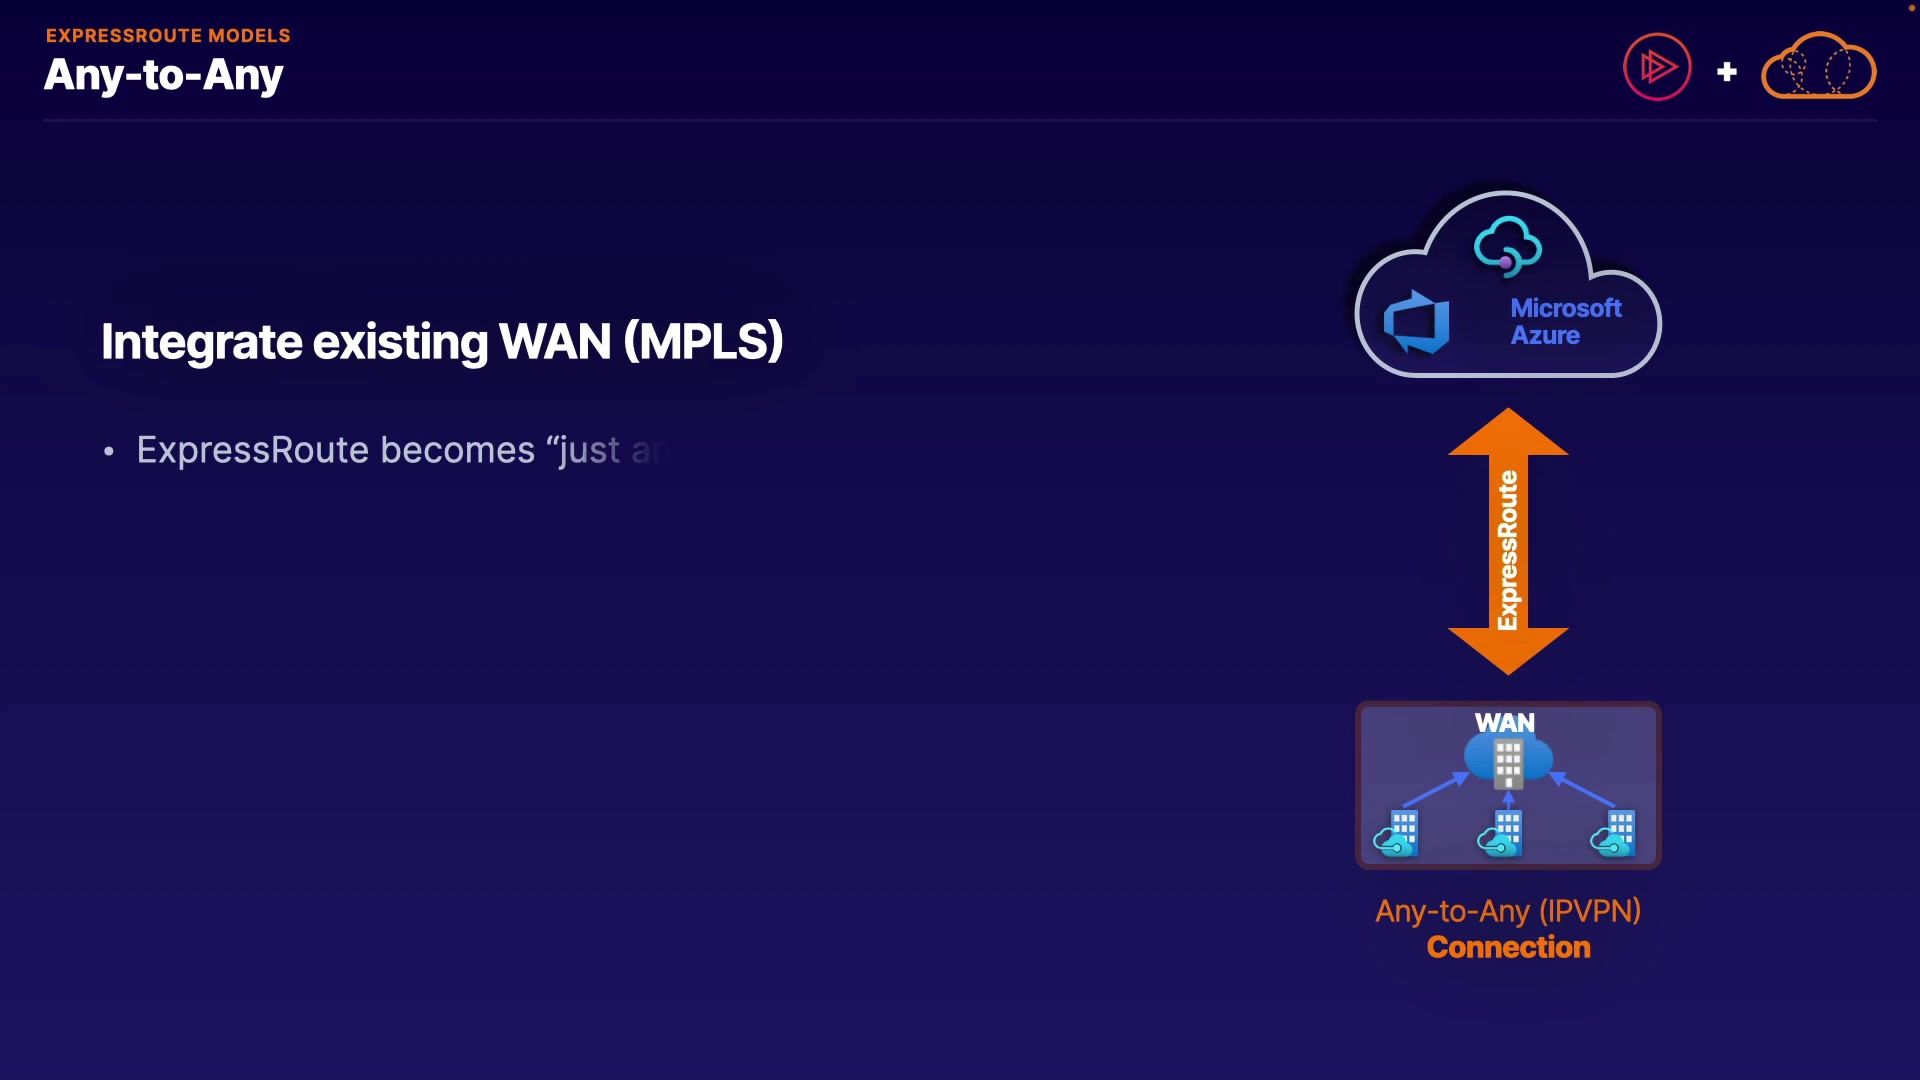 EXPRESSROUTE MODELS
Any-to-Any
Integrate existing WAN (MPLS)
• ExpressRoute becomes “just
Microsoft
Azure
ExpressRoute
WAN
Any-to-Any (IPVPN)
Connection